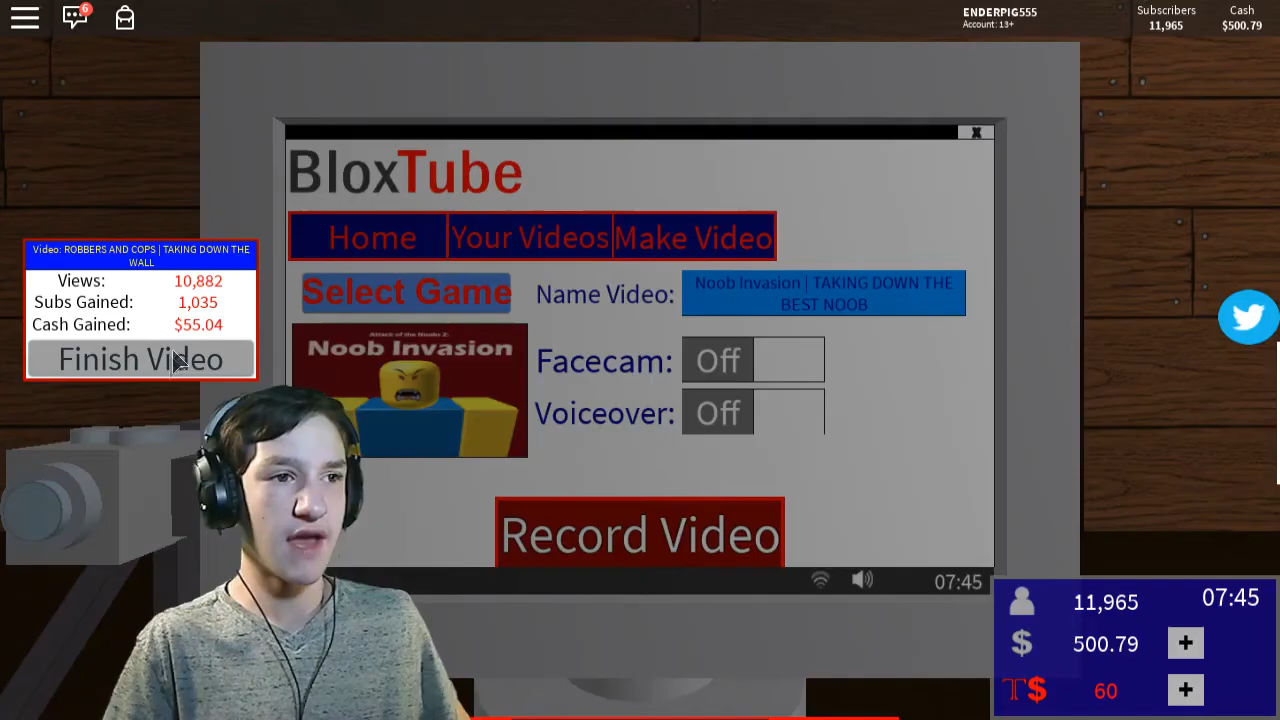 6
ENDERPIG555
Account: 13+
Subscribers
11,965
Cash
$500.79
X
BloxTube
Home
Your Videos
Make Video
Select Game
Name Video:
Noob Invasion | TAKING DOWN THE
BEST NOOB
Attack of the Noobs 2:
Noob Invasion
Facecam:
Off
Voiceover:
Off
Record Video
07:45
Video: ROBBERS AND COPS | TAKING DOWN THE
WALL
Views: 10,882
Subs Gained: 1,035
Cash Gained: $55.04
Finish Video
11,965
07:45
$ 500.79 +
T$ 60 +